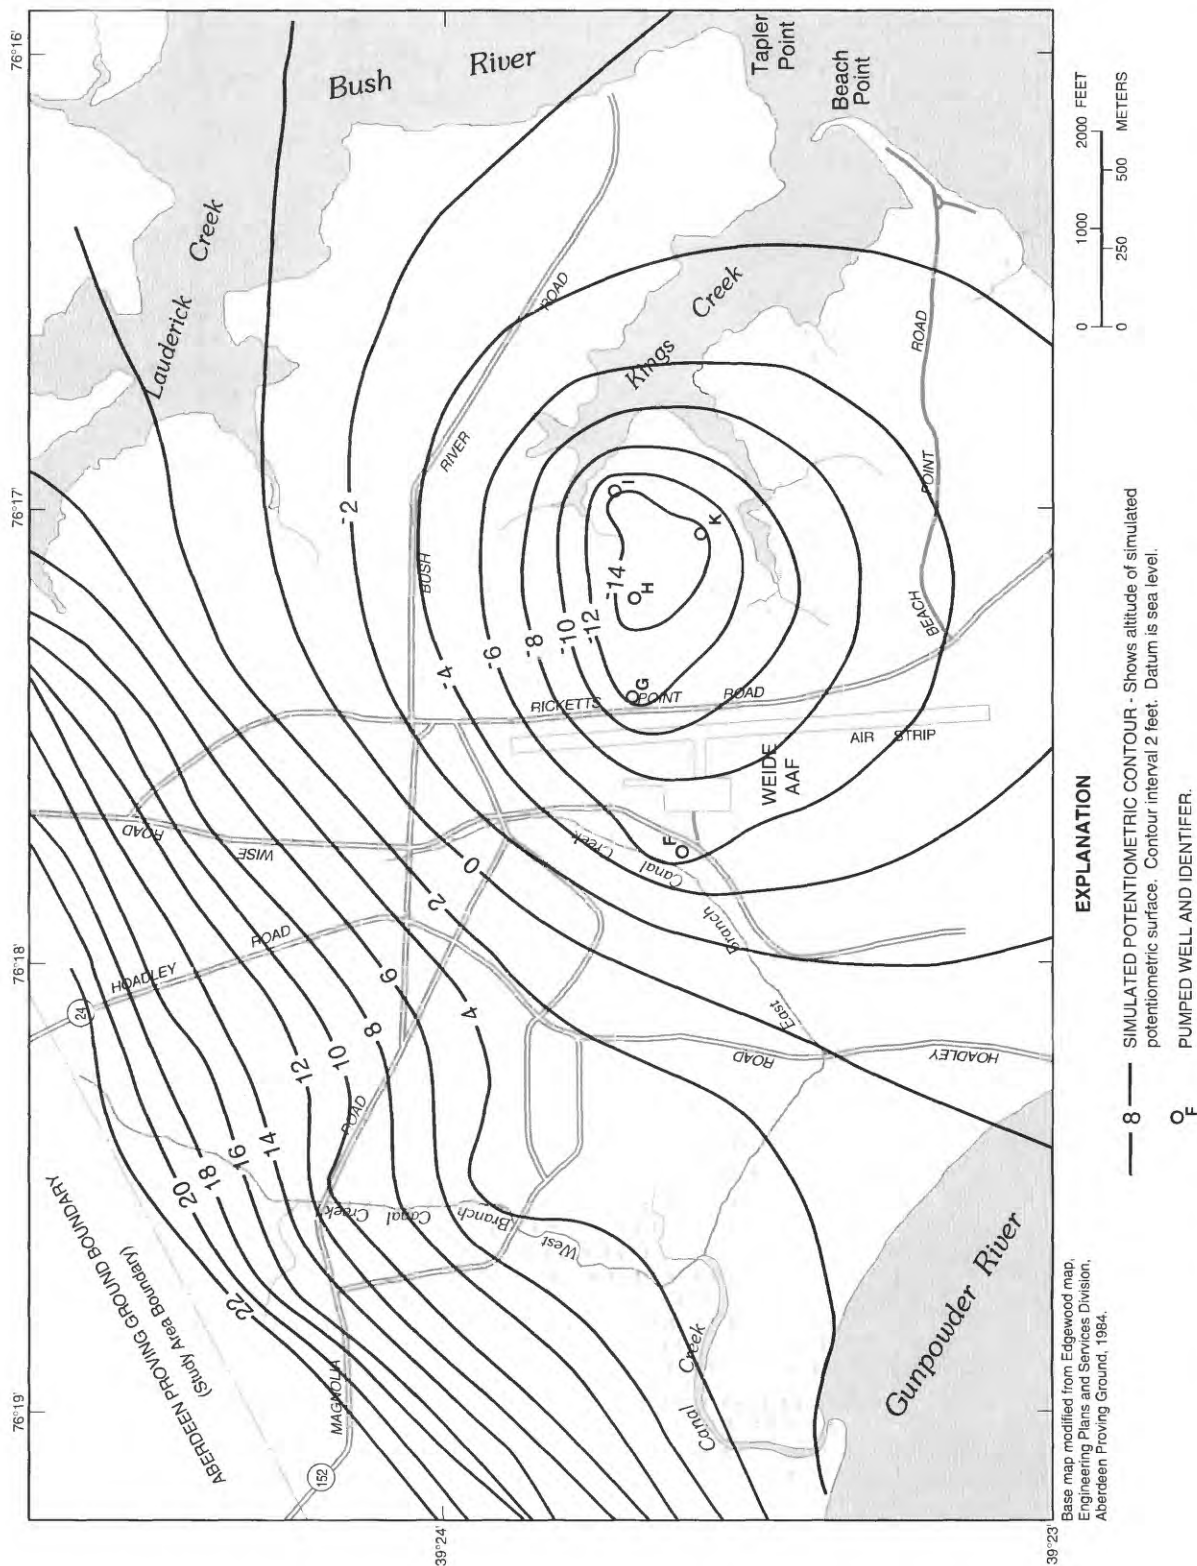 76°16'
76°17'
76°18'
76°19'
39°24'
39°23'
Bush
River
Tapler
Point
Beach
Point
Lauderick
Creek
Kings
Creek
ROAD
RIVER
BUSH
-2
-4
-6
-8
-10
-12
-14
I
K
H
G
F
RICKETTS
POINT
ROAD
BEACH
POINT
ROAD
AIR STRIP
WEIDE
AAF
ROAD
WISE
Creek
Canal
Branch
East
0
2
4
6
8
10
12
14
16
18
20
22
HOADLEY
ROAD
24
ROAD
HOADLEY
ROAD
MAGNOLIA
152
Creek
Canal
Branch
West
Canal
Creek
Gunpowder River
ABERDEEN PROVING GROUND BOUNDARY
(Study Area Boundary)
Base map modified from Edgewood map,
Engineering Plans and Services Division,
Aberdeen Proving Ground, 1984.
0 1000 2000 FEET
0 250 500 METERS
EXPLANATION
8
SIMULATED POTENTIOMETRIC CONTOUR - Shows altitude of simulated
potentiometric surface. Contour interval 2 feet. Datum is sea level.
F
PUMPED WELL AND IDENTIFER.